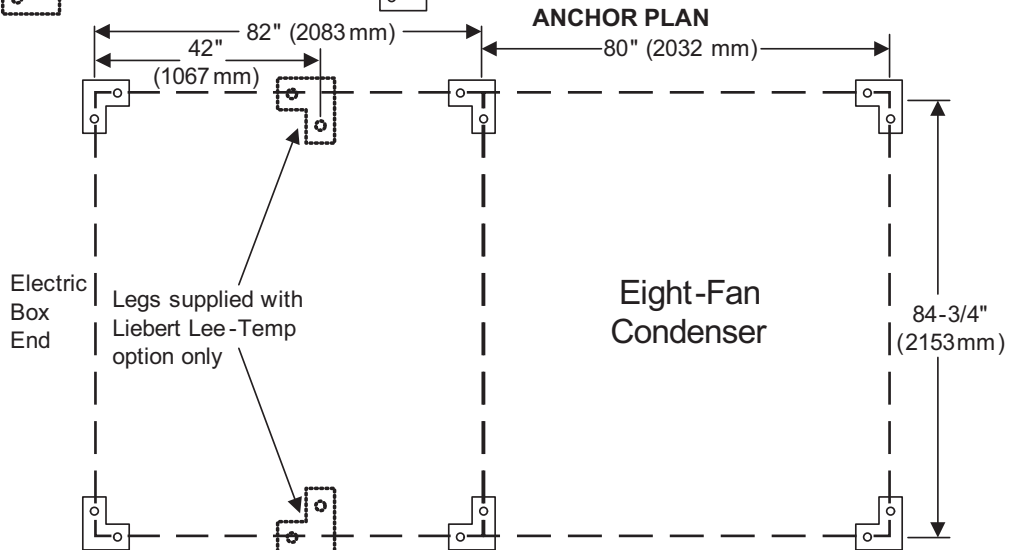 ANCHOR PLAN
82" (2083 mm)
80" (2032 mm)
42"
(1067 mm)
Electric
Box
End
Legs supplied with
Liebert Lee-Temp
option only
Eight-Fan
Condenser
84-3/4"
(2153mm)